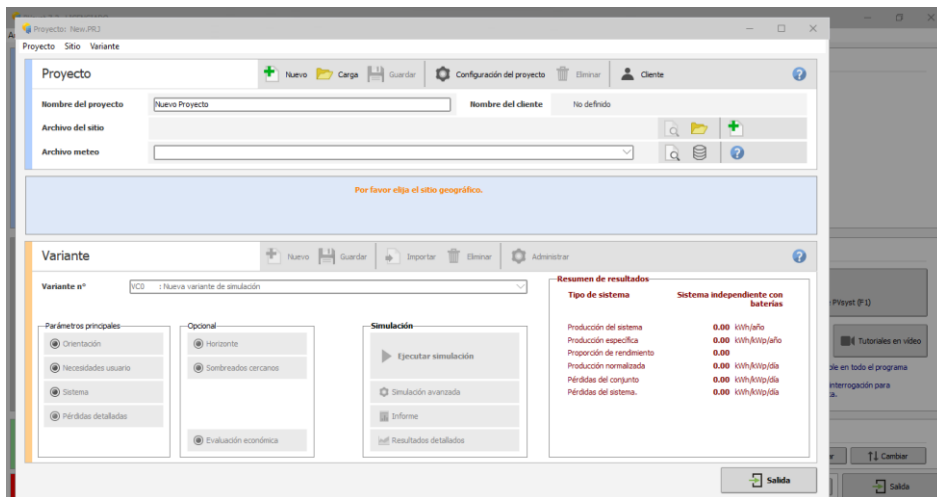 Proyecto: New.PRJ
Proyecto Sitio Variante
Proyecto
Nuevo Carga Guardar Configuración del proyecto Eliminar Cliente
Nombre del proyecto Nuevo Proyecto Nombre del cliente No definido
Archivo del sitio
Archivo meteo
Por favor elija el sitio geográfico.
Variante Nuevo Guardar Importar Eliminar Administrar
Variante n° VC0 : Nueva variante de simulación
Resumen de resultados
Tipo de sistema Sistema independiente con baterías
Parámetros principales
Orientación
Necesidades usuario
Sistema
Pérdidas detalladas
Opcional
Horizonte
Sombreados cercanos
Evaluación económica
Simulación
Ejecutar simulación
Simulación avanzada
Informe
Resultados detallados
Producción del sistema 0.00 kWh/año
Producción específica 0.00 kWh/kWp/año
Proporción de rendimiento 0.00
Producción normalizada 0.00 kWh/kWp/día
Pérdidas del conjunto 0.00 kWh/kWp/día
Pérdidas del sistema. 0.00 kWh/kWp/día
Salida
PVsyst (F1)
Tutoriales en vídeo
ble en todo el programa
interrogación para
Cambiar
Salida